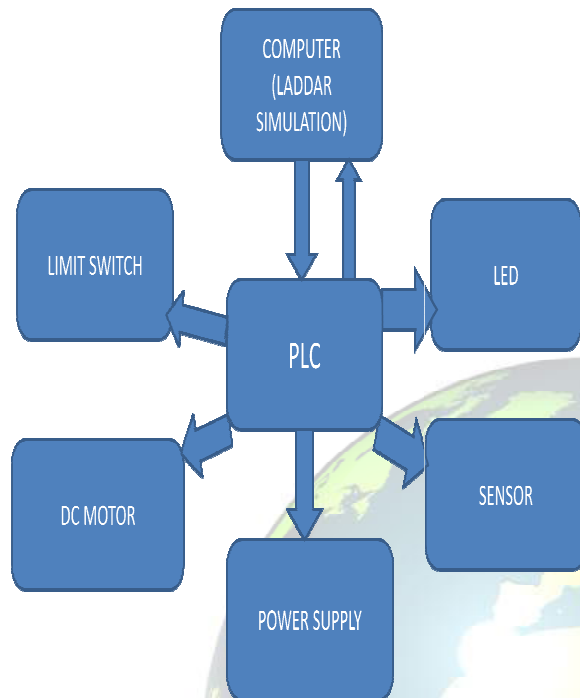 COMPUTER
(LADDAR
SIMULATION)
LIMIT SWITCH
LED
PLC
DC MOTOR
SENSOR
POWER SUPPLY